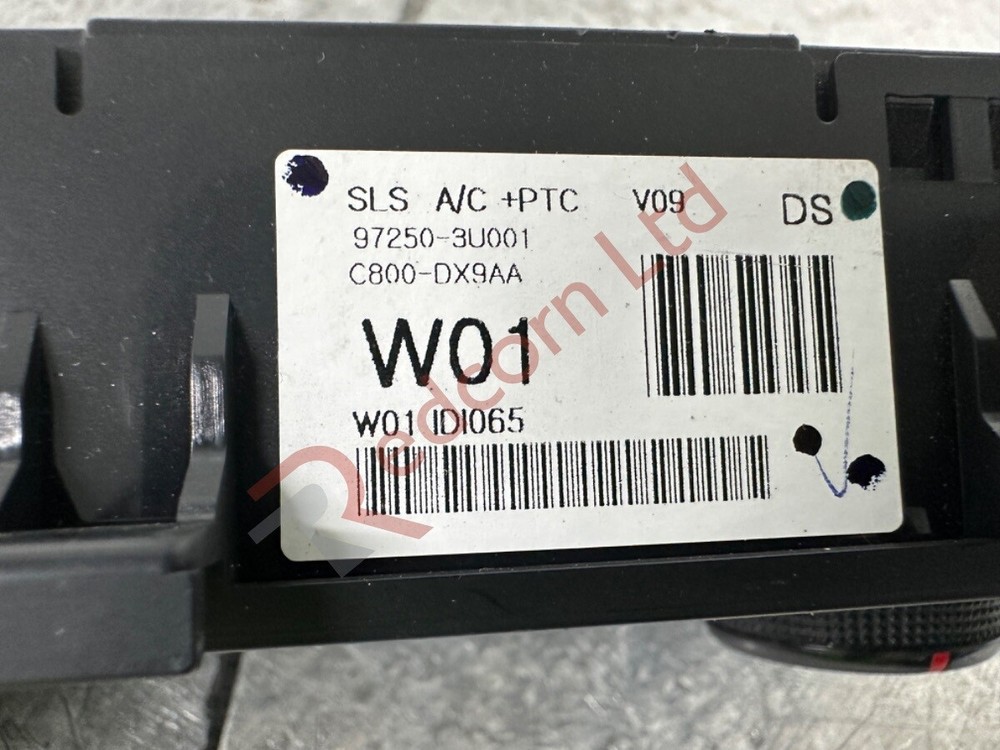 SLS A/C +PTC V09 DS
97250-3U001
C800-DX9AA
W01
W01 IDI065
Redcorn Ltd